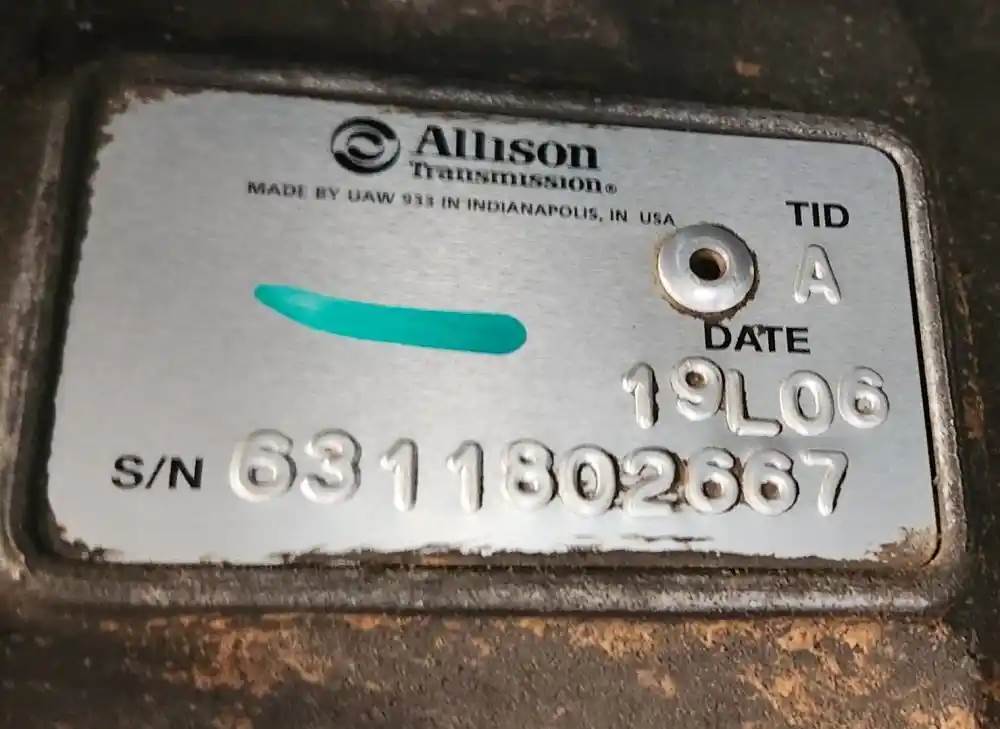 Allison
Transmission®
MADE BY UAW 933 IN INDIANAPOLIS, IN USA
TID
A
DATE
19L06
S/N 6311802667